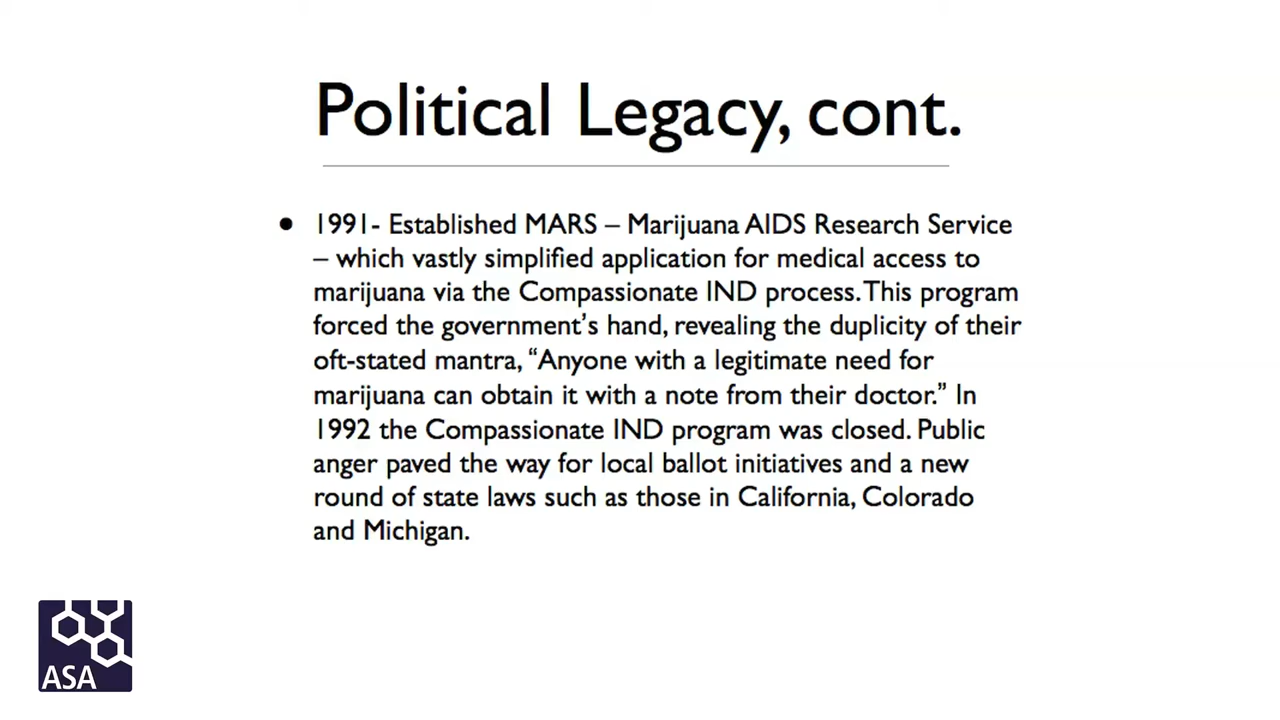 Political Legacy, cont.
• 1991- Established MARS – Marijuana AIDS Research Service
– which vastly simplified application for medical access to
marijuana via the Compassionate IND process. This program
forced the government’s hand, revealing the duplicity of their
oft-stated mantra, “Anyone with a legitimate need for
marijuana can obtain it with a note from their doctor.” In
1992 the Compassionate IND program was closed. Public
anger paved the way for local ballot initiatives and a new
round of state laws such as those in California, Colorado
and Michigan.
ASA